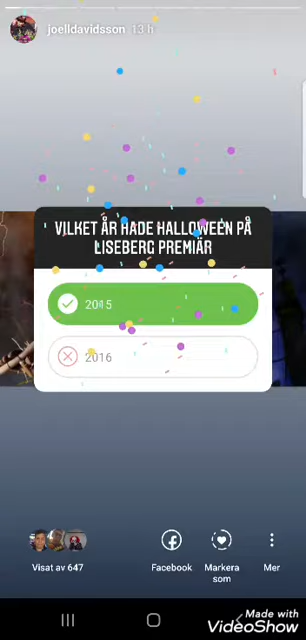 joelldavidsson 13 h
VILKET ÅR HADE HALLOWEEN PÅ
LISEBERG PREMIÄR
2015
2016
Visat av 647
Facebook
Markera
som
Mer
Made with
VideoShow